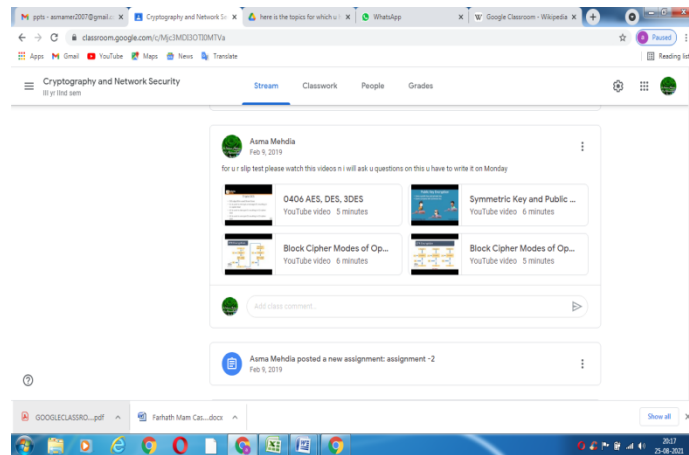 ppts - asmamer2007@gmail.c
Cryptography and Network Se
here is the topics for which u
WhatsApp
Google Classroom - Wikipedia
classroom.google.com/c/Mjc3MDI3OTI0MTVa
Paused
Apps
Gmail
YouTube
Maps
News
Translate
Reading list
Cryptography and Network Security
III yr IInd sem
Stream
Classwork
People
Grades
Asma Mehdia
Feb 9, 2019
for u r slip test please watch this videos n i will ask u questions on this u have to write it on Monday
0406 AES, DES, 3DES
YouTube video 5 minutes
Symmetric Key and Public ...
YouTube video 6 minutes
Block Cipher Modes of Op...
YouTube video 6 minutes
Block Cipher Modes of Op...
YouTube video 5 minutes
Add class comment...
Asma Mehdia posted a new assignment: assignment -2
Feb 9, 2019
GOOGLECLASSRO....pdf
Farhath Mam Cas....docx
Show all
20:17
25-08-2021